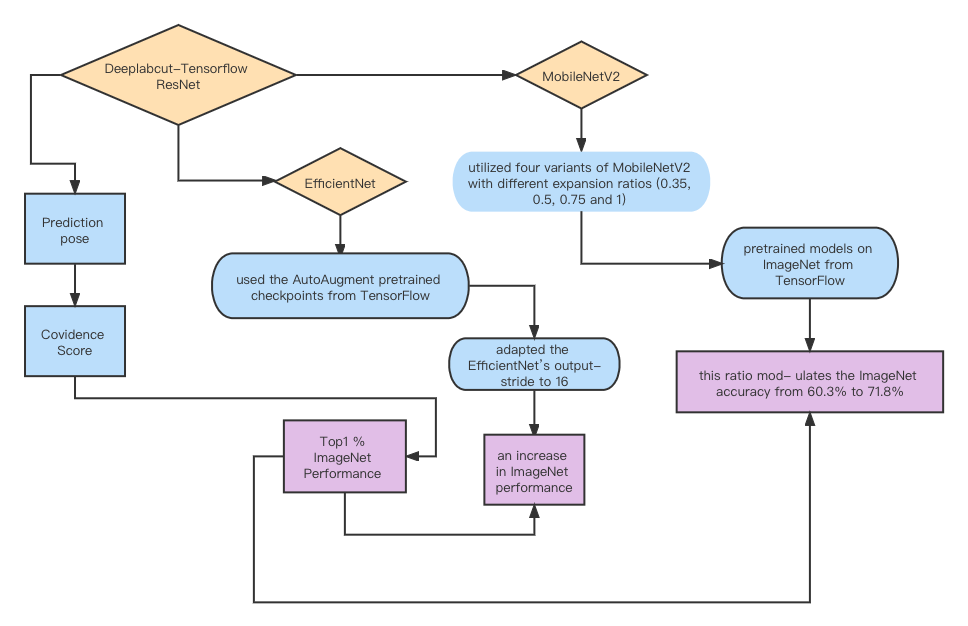 Deeplabcut-Tensorflow
ResNet
MobileNetV2
utilized four variants of MobileNetV2
with different expansion ratios (0.35,
0.5, 0.75 and 1)
EfficientNet
Prediction
pose
pretrained models on
ImageNet from
TensorFlow
used the AutoAugment pretrained
checkpoints from TensorFlow
Covidence
Score
adapted the
EfficientNet's output-
stride to 16
this ratio mod- ulates the ImageNet
accuracy from 60.3% to 71.8%
Top1 %
ImageNet
Performance
an increase
in ImageNet
performance